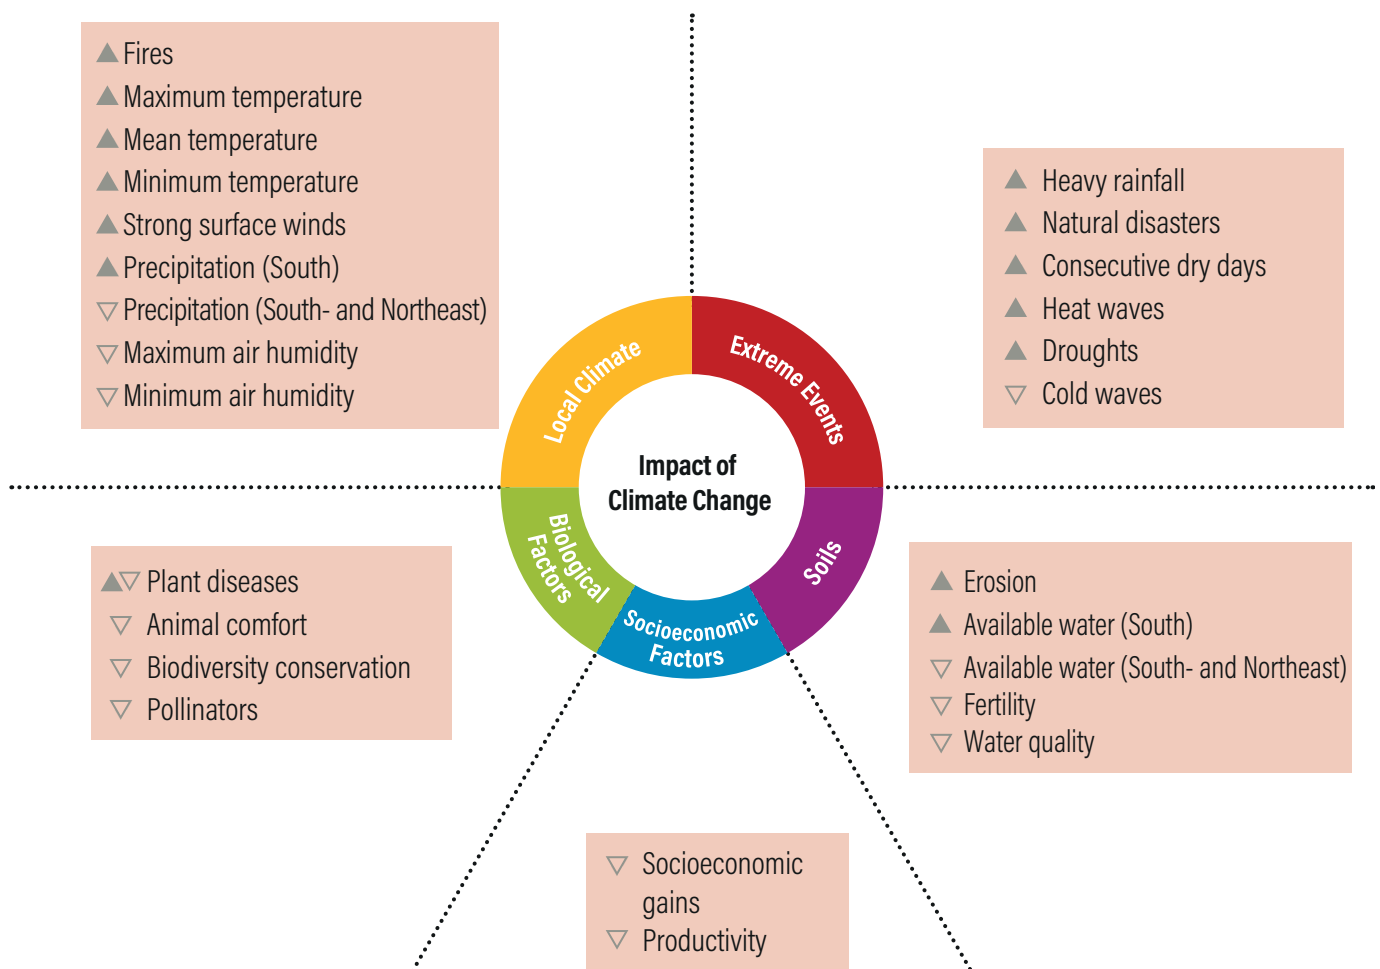 ▲ Fires
▲ Maximum temperature
▲ Mean temperature
▲ Minimum temperature
▲ Strong surface winds
▲ Precipitation (South)
▽ Precipitation (South- and Northeast)
▽ Maximum air humidity
▽ Minimum air humidity
▲ Heavy rainfall
▲ Natural disasters
▲ Consecutive dry days
▲ Heat waves
▲ Droughts
▽ Cold waves
Local Climate
Extreme Events
Impact of
Climate Change
Biological
Factors
Socioeconomic
Factors
Soils
▲▽ Plant diseases
▽ Animal comfort
▽ Biodiversity conservation
▽ Pollinators
▲ Erosion
▲ Available water (South)
▽ Available water (South- and Northeast)
▽ Fertility
▽ Water quality
▽ Socioeconomic
gains
▽ Productivity